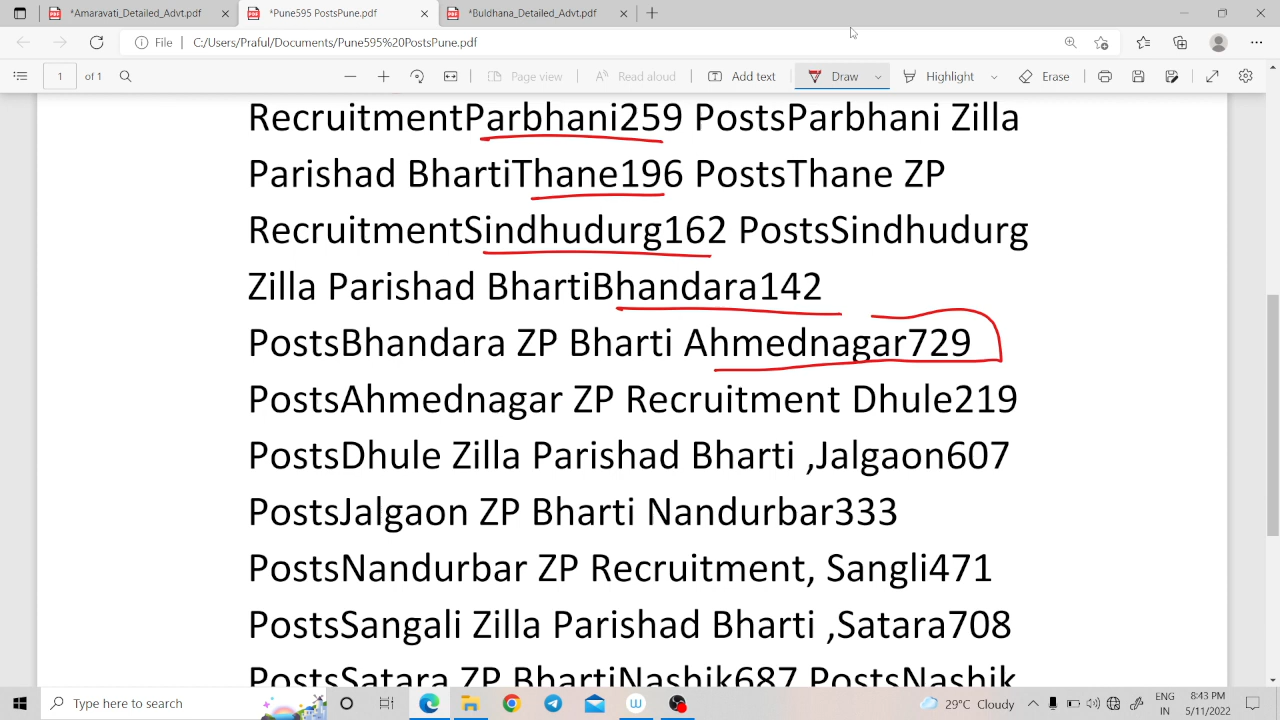 *Amaravati_Detailed_Advt.pdf
*Pune595 PostsPune.pdf
*Buldhana_Detailed_Advt.pdf
File
C:/Users/Praful/Documents/Pune595%20PostsPune.pdf
1 of 1
Page view
Read aloud
Add text
Draw
Highlight
Erase
RecruitmentParbhani259 PostsParbhani Zilla
Parishad BhartiThane196 PostsThane ZP
RecruitmentSindhudurg162 PostsSindhudurg
Zilla Parishad BhartiBhandara142
PostsBhandara ZP Bharti Ahmednagar729
PostsAhmednagar ZP Recruitment Dhule219
PostsDhule Zilla Parishad Bharti ,Jalgaon607
PostsJalgaon ZP Bharti Nandurbar333
PostsNandurbar ZP Recruitment, Sangli471
PostsSangali Zilla Parishad Bharti ,Satara708
PostsSatara ZP BhartiNashik687 PostsNashik
Type here to search
29°C Cloudy
ENG
IN
8:43 PM
5/11/2022